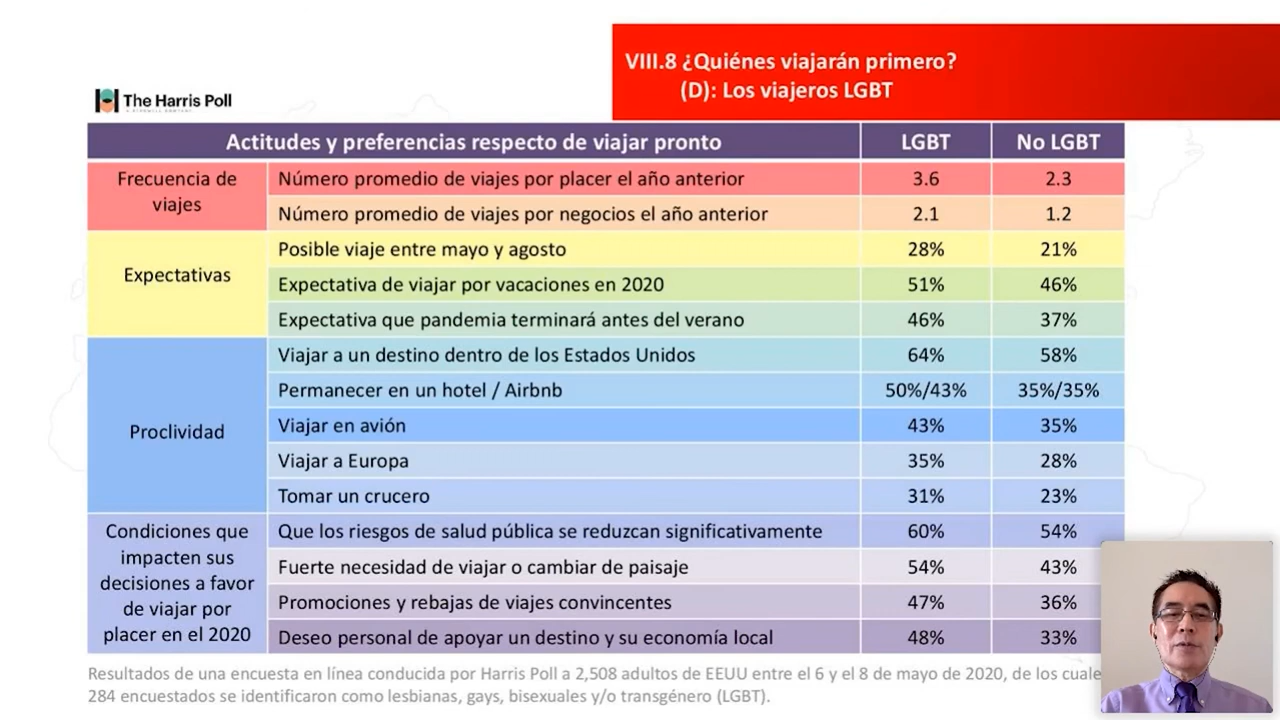 VIII.8 ¿Quiénes viajarán primero?
(D): Los viajeros LGBT
The Harris Poll
Actitudes y preferencias respecto de viajar pronto LGBT No LGBT
Frecuencia de
viajes
Número promedio de viajes por placer el año anterior 3.6 2.3
Número promedio de viajes por negocios el año anterior 2.1 1.2
Expectativas
Posible viaje entre mayo y agosto 28% 21%
Expectativa de viajar por vacaciones en 2020 51% 46%
Expectativa que pandemia terminará antes del verano 46% 37%
Proclividad
Viajar a un destino dentro de los Estados Unidos 64% 58%
Permanecer en un hotel / Airbnb 50%/43% 35%/35%
Viajar en avión 43% 35%
Viajar a Europa 35% 28%
Tomar un crucero 31% 23%
Condiciones que
impacten sus
decisiones a favor
de viajar por
placer en el 2020
Que los riesgos de salud pública se reduzcan significativamente 60% 54%
Fuerte necesidad de viajar o cambiar de paisaje 54% 43%
Promociones y rebajas de viajes convincentes 47% 36%
Deseo personal de apoyar un destino y su economía local 48% 33%
Resultados de una encuesta en línea conducida por Harris Poll a 2,508 adultos de EEUU entre el 6 y el 8 de mayo de 2020, de los cuale
284 encuestados se identificaron como lesbianas, gays, bisexuales y/o transgénero (LGBT).